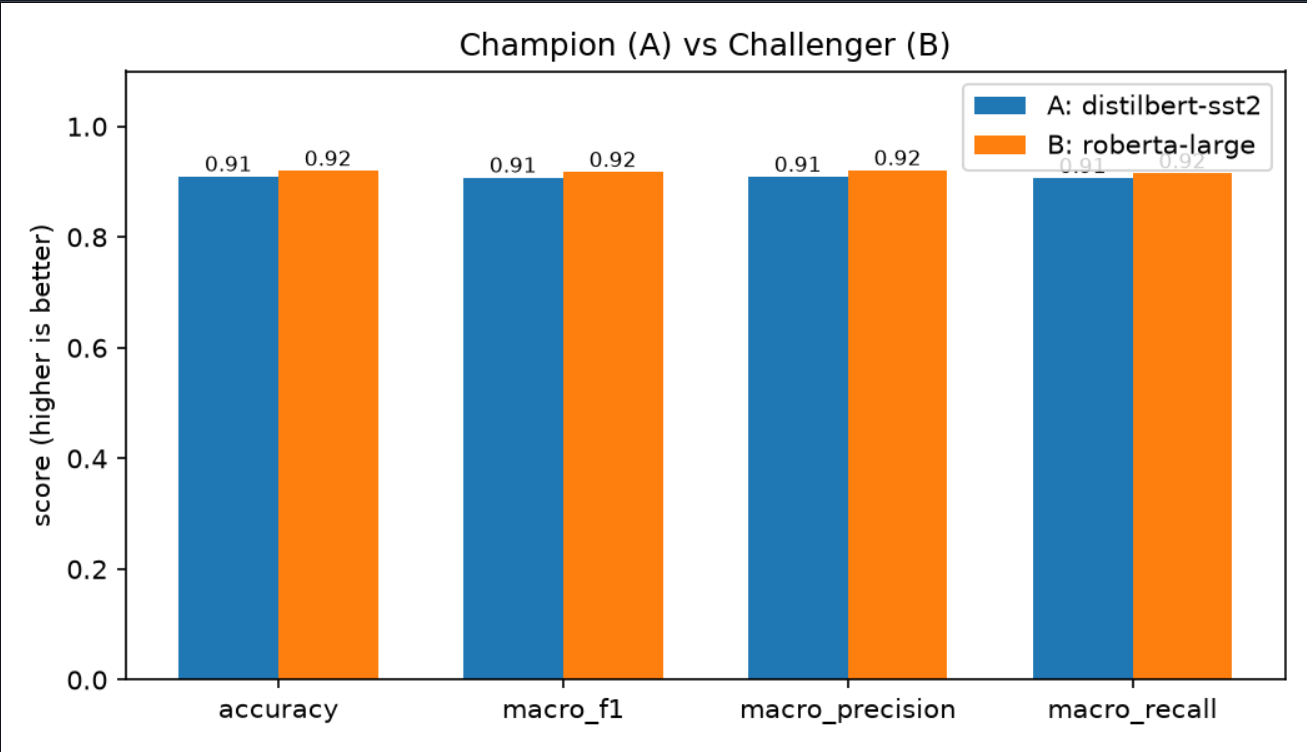 Champion (A) vs Challenger (B)
A: distilbert-sst2
B: roberta-large
score (higher is better)
1.0
0.8
0.6
0.4
0.2
0.0
0.91 0.92 0.91 0.92 0.91 0.92 0.91 0.92
accuracy macro_f1 macro_precision macro_recall